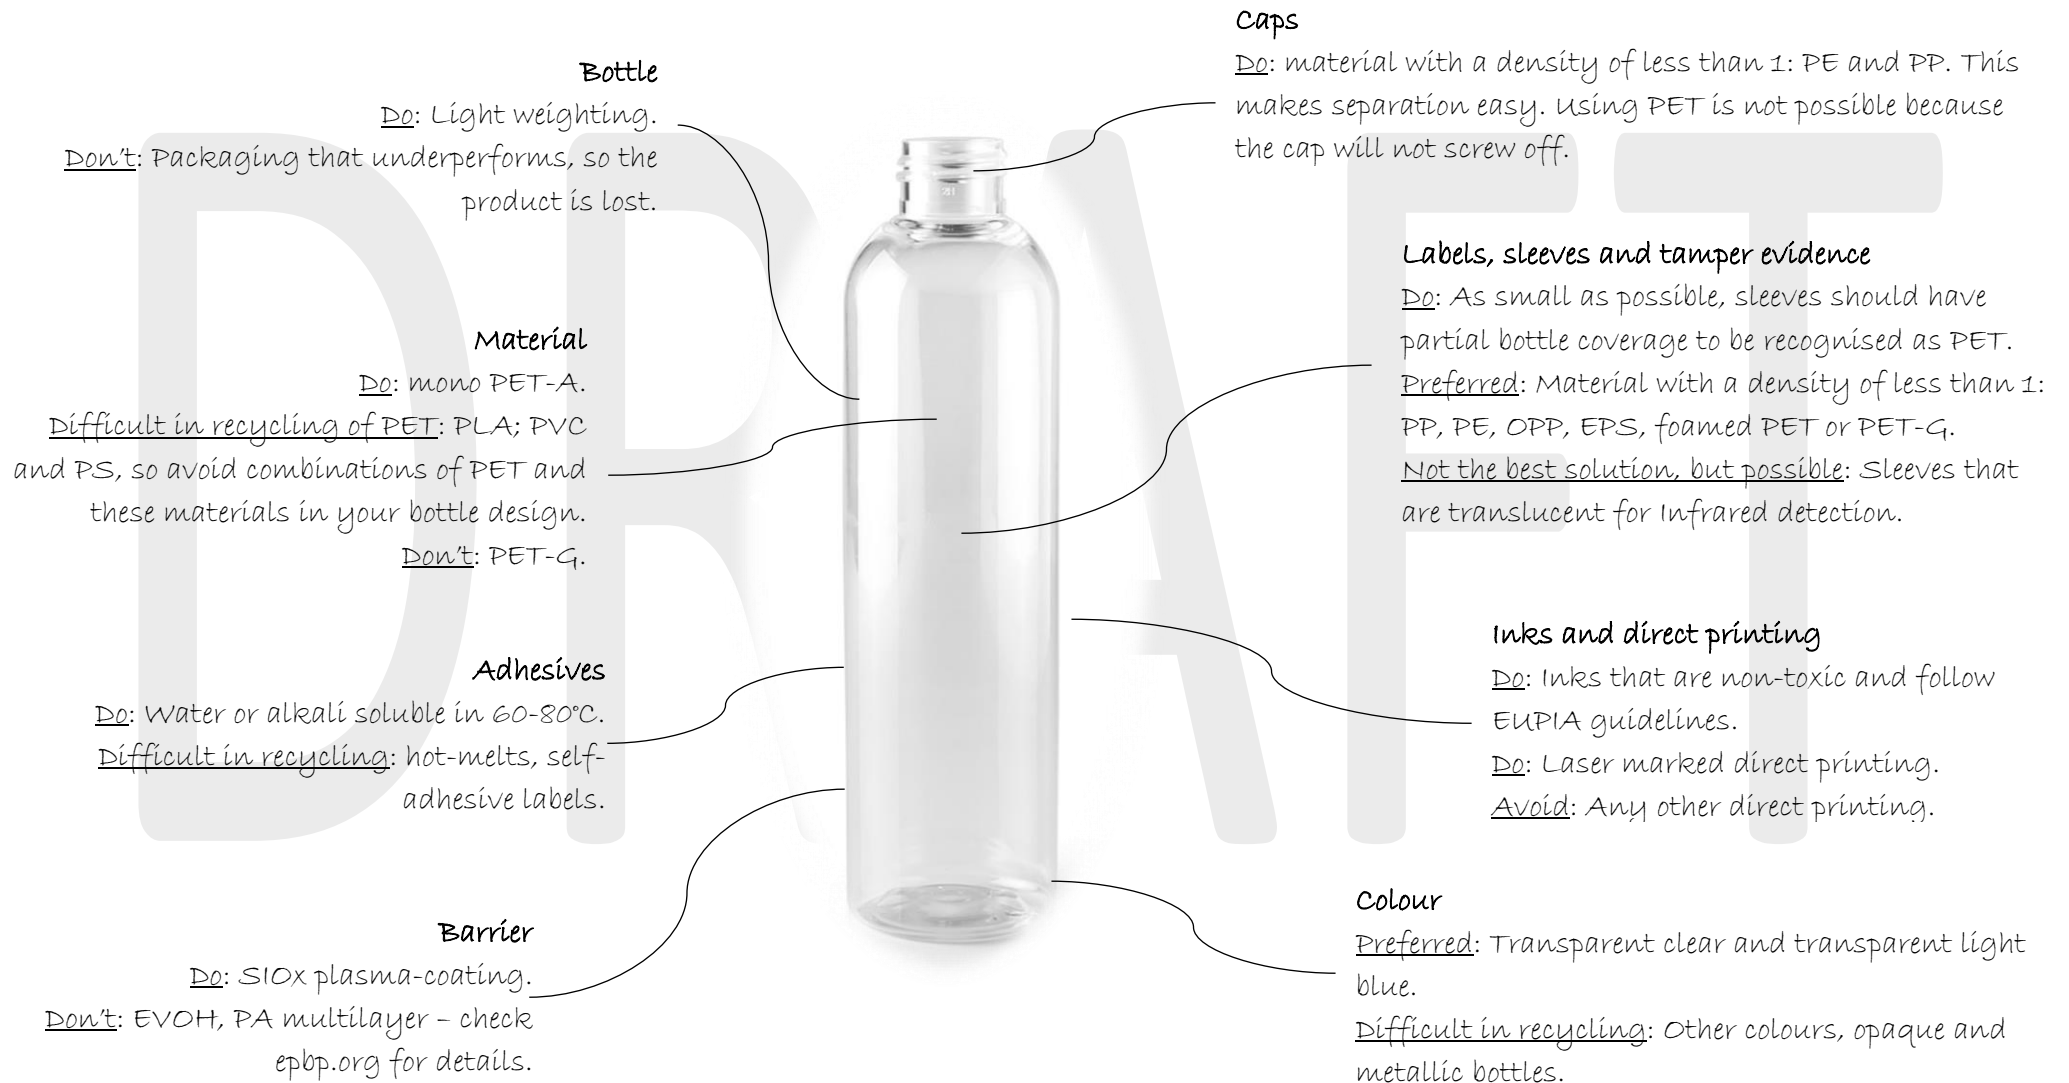 Caps
Do: material with a density of less than 1: PE and PP. This
makes separation easy. Using PET is not possible because
the cap will not screw off.
Bottle
Do: Light weighting.
Don't: Packaging that underperforms, so the
product is lost.
Labels, sleeves and tamper evidence
Do: As small as possible, sleeves should have
partial bottle coverage to be recognised as PET.
Preferred: Material with a density of less than 1:
PP, PE, OPP, EPS, foamed PET or PET-G.
Not the best solution, but possible: Sleeves that
are translucent for Infrared detection.
Material
Do: mono PET-A.
Difficult in recycling of PET: PLA; PVC
and PS, so avoid combinations of PET and
these materials in your bottle design.
Don't: PET-G.
Inks and direct printing
Do: Inks that are non-toxic and follow
EUPIA guidelines.
Do: Laser marked direct printing.
Avoid: Any other direct printing.
Adhesives
Do: Water or alkali soluble in 60-80°C.
Difficult in recycling: hot-melts, self-
adhesive labels.
Colour
Preferred: Transparent clear and transparent light
blue.
Difficult in recycling: Other colours, opaque and
metallic bottles.
Barrier
Do: SIOx plasma-coating.
Don't: EVOH, PA multilayer – check
epbp.org for details.
DRAFT